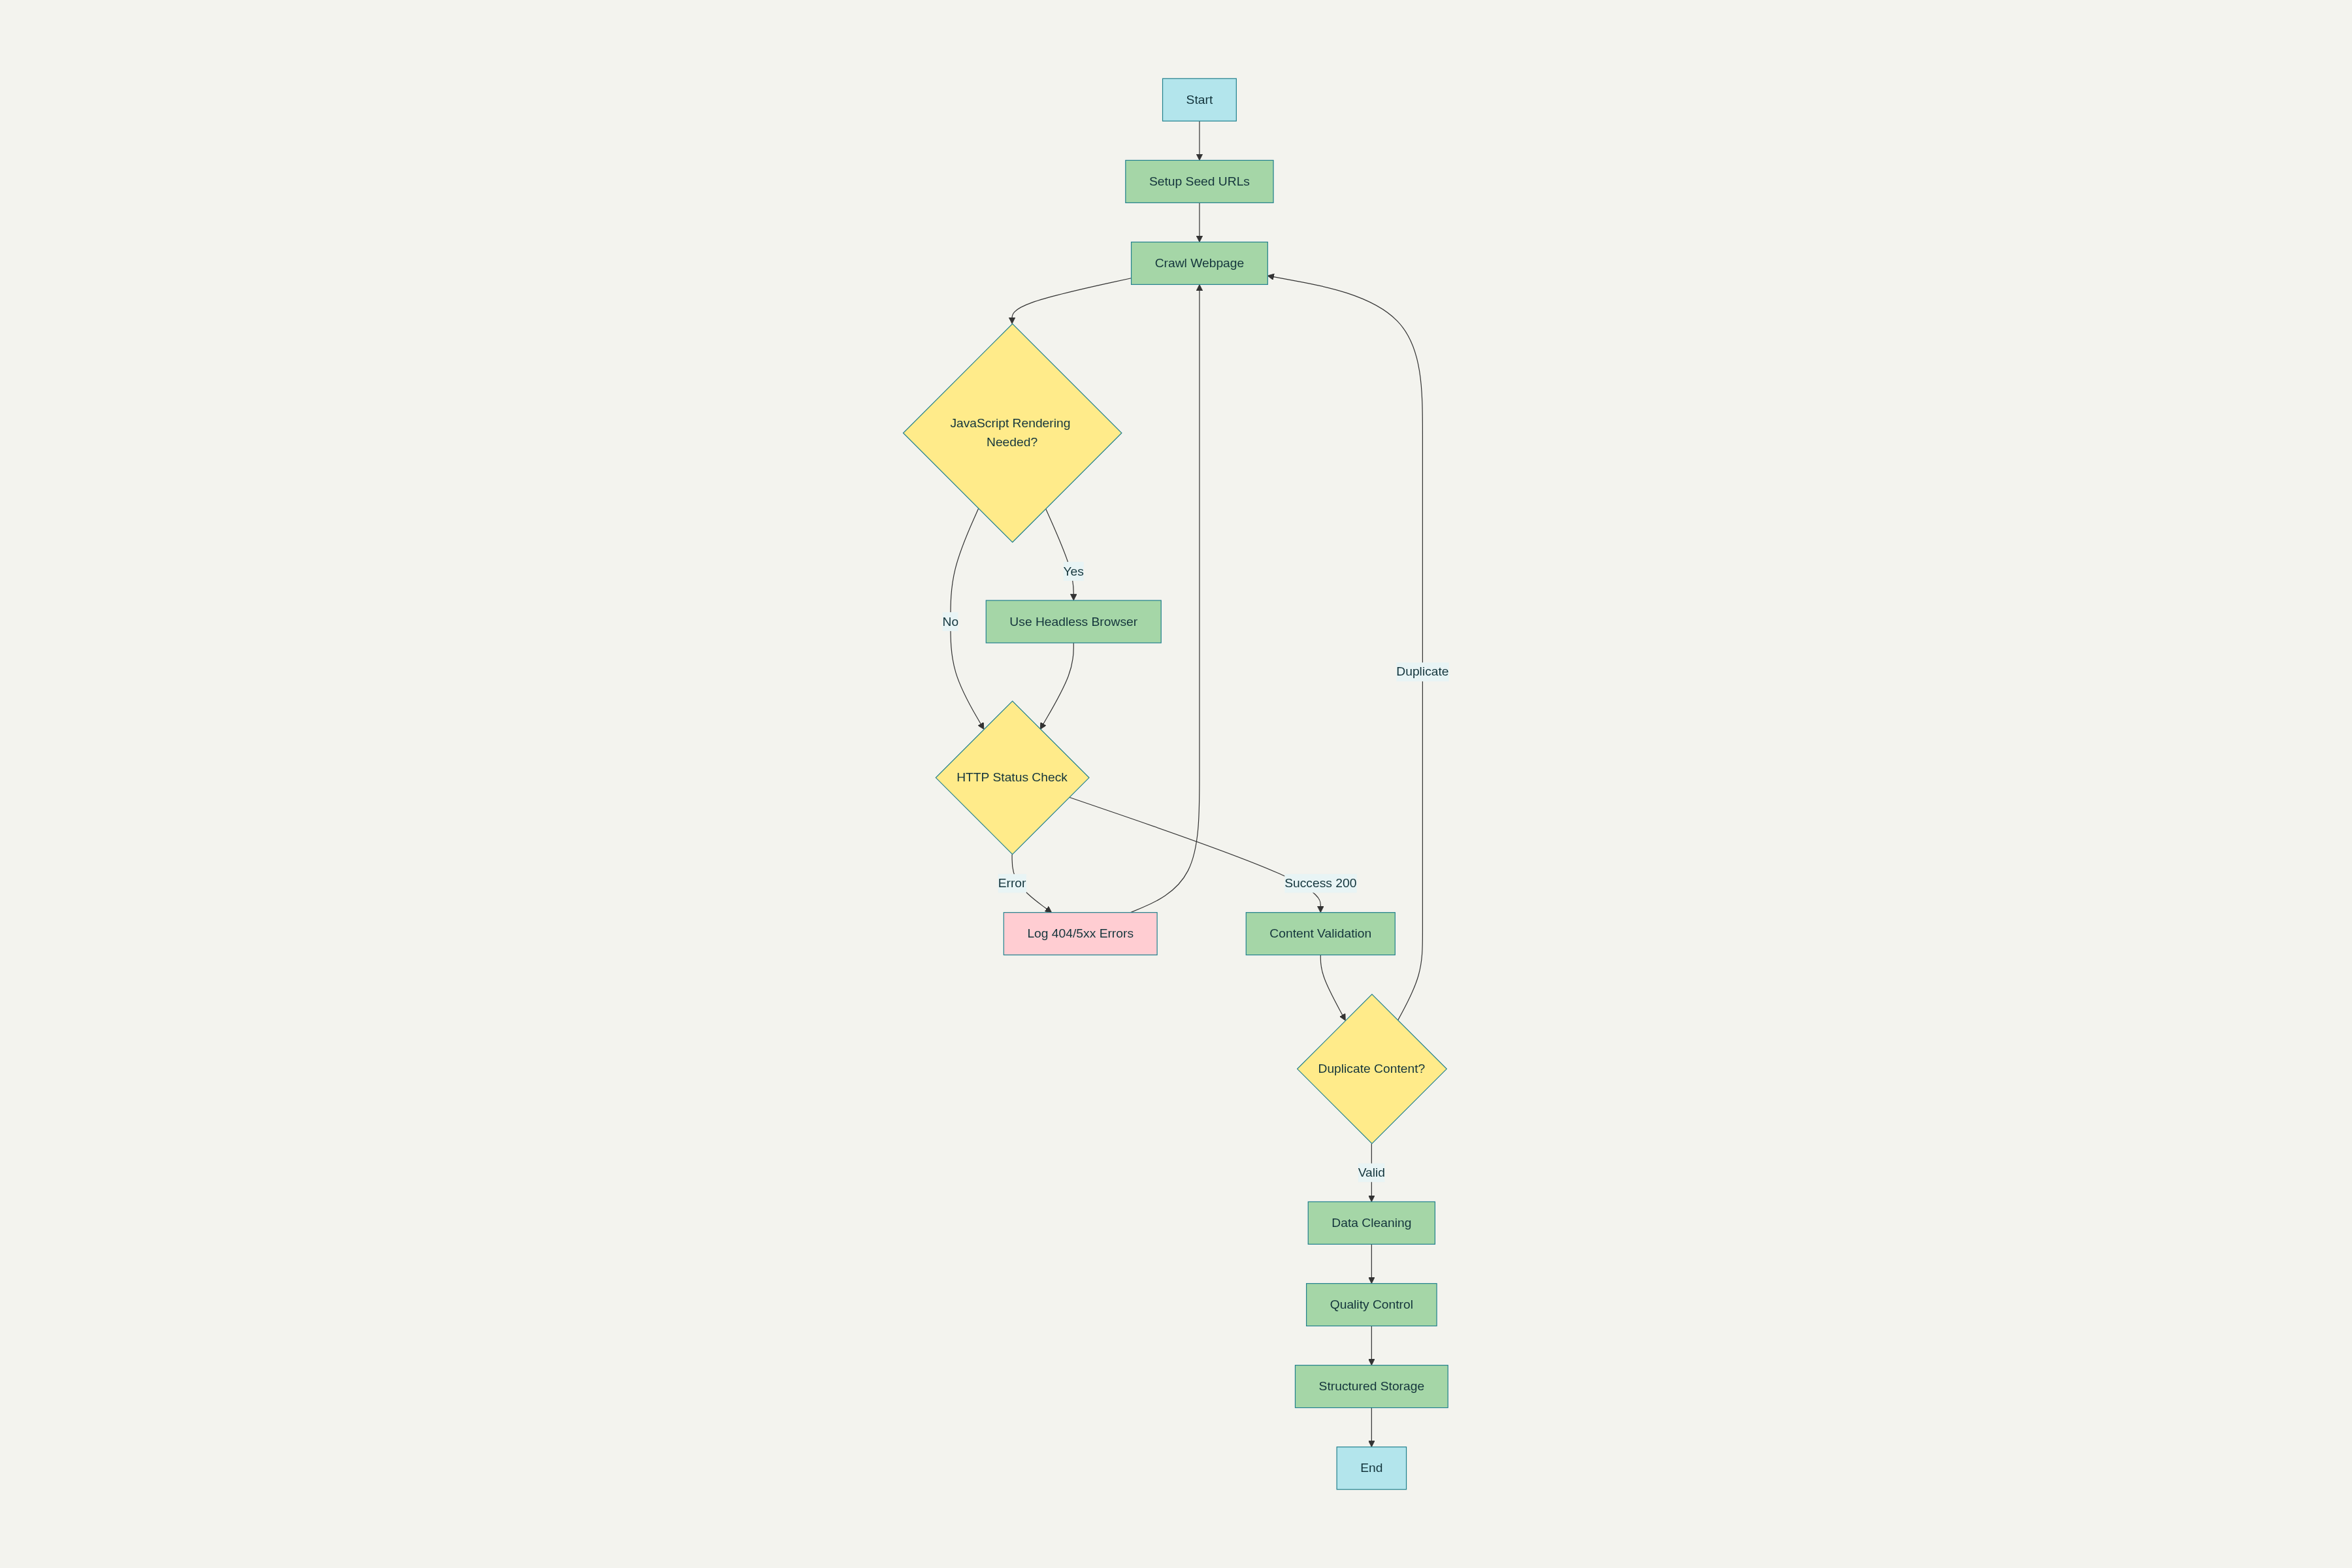 Start
Setup Seed URLs
Crawl Webpage
JavaScript Rendering
Needed?
Yes
No
Use Headless Browser
Duplicate
HTTP Status Check
Error
Success 200
Log 404/5xx Errors
Content Validation
Duplicate Content?
Valid
Data Cleaning
Quality Control
Structured Storage
End